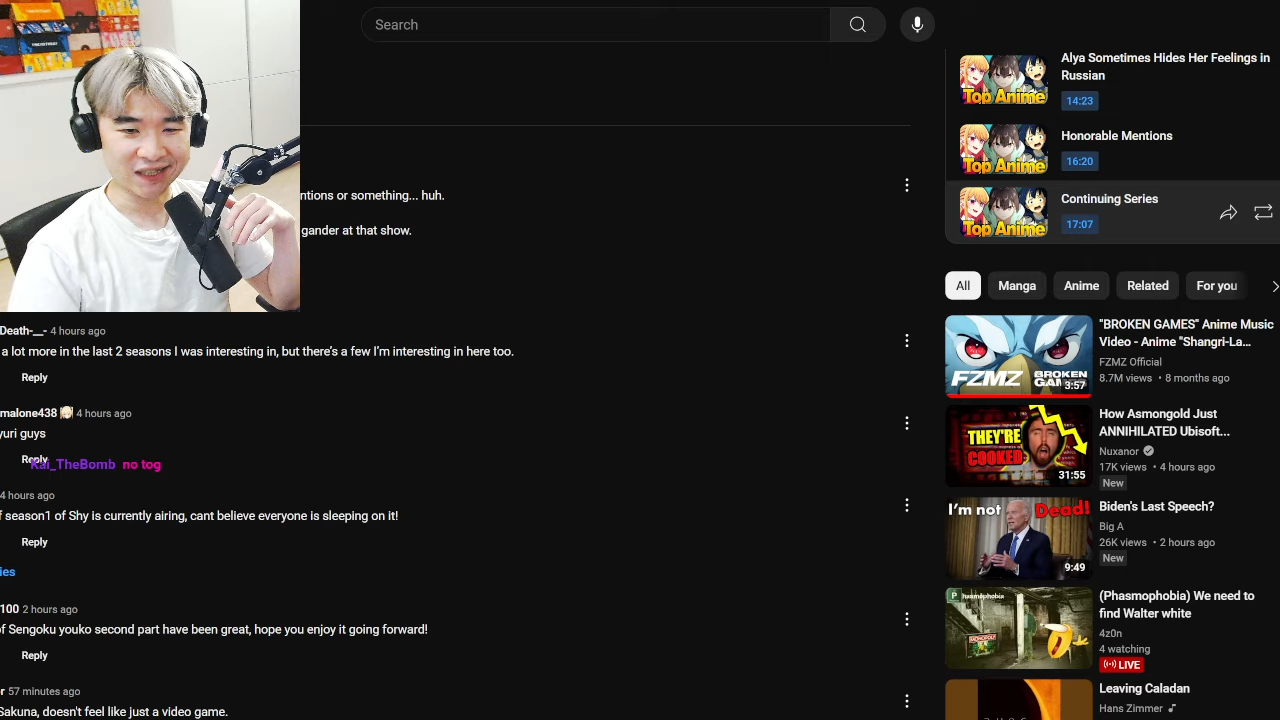 Search
Alya Sometimes Hides Her Feelings in
Russian
Top Anime
14:23
Honorable Mentions
Top Anime
16:20
Continuing Series
Top Anime
17:07
ntions or something... huh.
gander at that show.
All
Manga
Anime
Related
For you
Death-__- 4 hours ago
a lot more in the last 2 seasons I was interesting in, but there's a few I'm interesting in here too.
Reply
malone438 4 hours ago
yuri guys
Reply
Kai_TheBomb no tog
4 hours ago
f season1 of Shy is currently airing, cant believe everyone is sleeping on it!
Reply
ies
100 2 hours ago
of Sengoku youko second part have been great, hope you enjoy it going forward!
Reply
r 57 minutes ago
Sakuna, doesn't feel like just a video game.
FZMZ
BROKEN
3:57
"BROKEN GAMES" Anime Music
Video - Anime "Shangri-La...
FZMZ Official
8.7M views • 8 months ago
THEY'RE
COOKED
31:55
How Asmongold Just
ANNIHILATED Ubisoft...
Nuxanor
17K views • 4 hours ago
New
I'm not Dead!
9:49
Biden's Last Speech?
Big A
26K views • 2 hours ago
New
P Phasmophobia
MONOPOLY
(Phasmophobia) We need to
find Walter white
4z0n
4 watching
LIVE
Leaving Caladan
Hans Zimmer